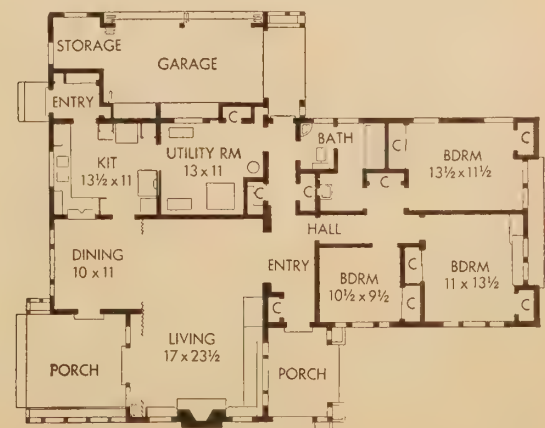 STORAGE
GARAGE
ENTRY
C
BATH
KIT
13½ x 11
UTILITY RM
13 x 11
C
BDRM
13½ x 11½
C
C
C
C
HALL
DINING
10 x 11
ENTRY
BDRM
10½ x 9½
C
BDRM
11 x 13½
C
C
C
LIVING
17 x 23½
PORCH
PORCH